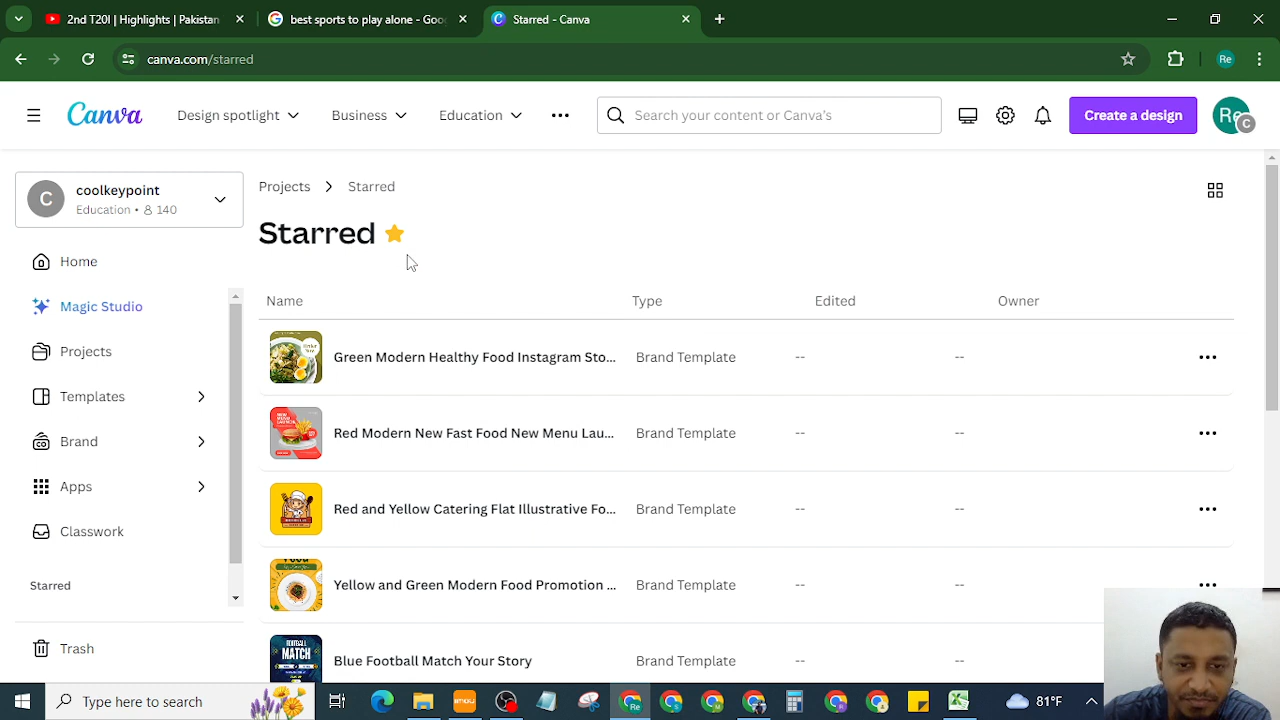 2nd T20I | Highlights | Pakistan
best sports to play alone - Goo
Starred - Canva
canva.com/starred
Re
Canva
Design spotlight
Business
Education
Search your content or Canva's
Create a design
C
coolkeypoint
Education • 140
Projects
Starred
Starred
Home
Magic Studio
Projects
Templates
Brand
Apps
Classwork
Starred
Trash
Name
Type
Edited
Owner
Green Modern Healthy Food Instagram Sto...
Brand Template
--
--
Red Modern New Fast Food New Menu Lau...
Brand Template
--
--
Red and Yellow Catering Flat Illustrative Fo...
Brand Template
--
--
Yellow and Green Modern Food Promotion ...
Brand Template
--
--
FOOTBALL
MATCH
Blue Football Match Your Story
Brand Template
--
--
Type here to search
81°F